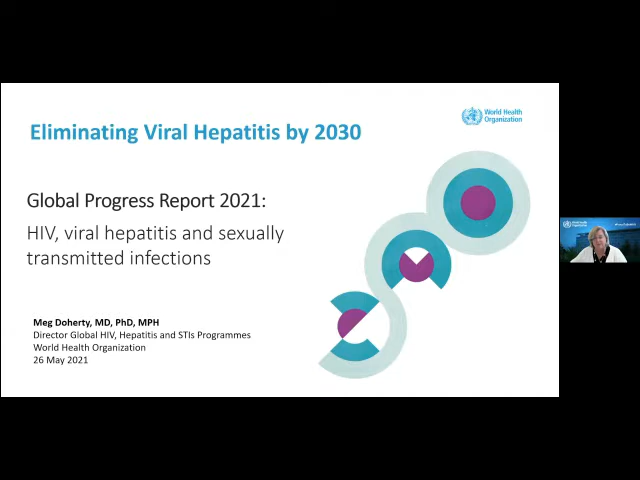 Eliminating Viral Hepatitis by 2030
World Health
Organization
Global Progress Report 2021:
HIV, viral hepatitis and sexually
transmitted infections
Meg Doherty, MD, PhD, MPH
Director Global HIV, Hepatitis and STIs Programmes
World Health Organization
26 May 2021